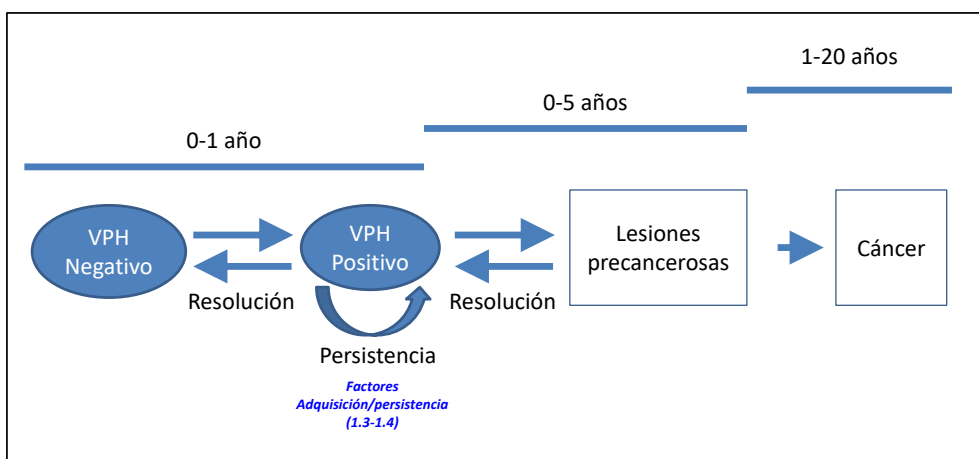 1-20 años
0-5 años
0-1 año
VPH
Negativo
VPH
Positivo
Lesiones
precancerosas
Cáncer
Resolución
Resolución
Persistencia
Factores
Adquisición/persistencia
(1.3-1.4)